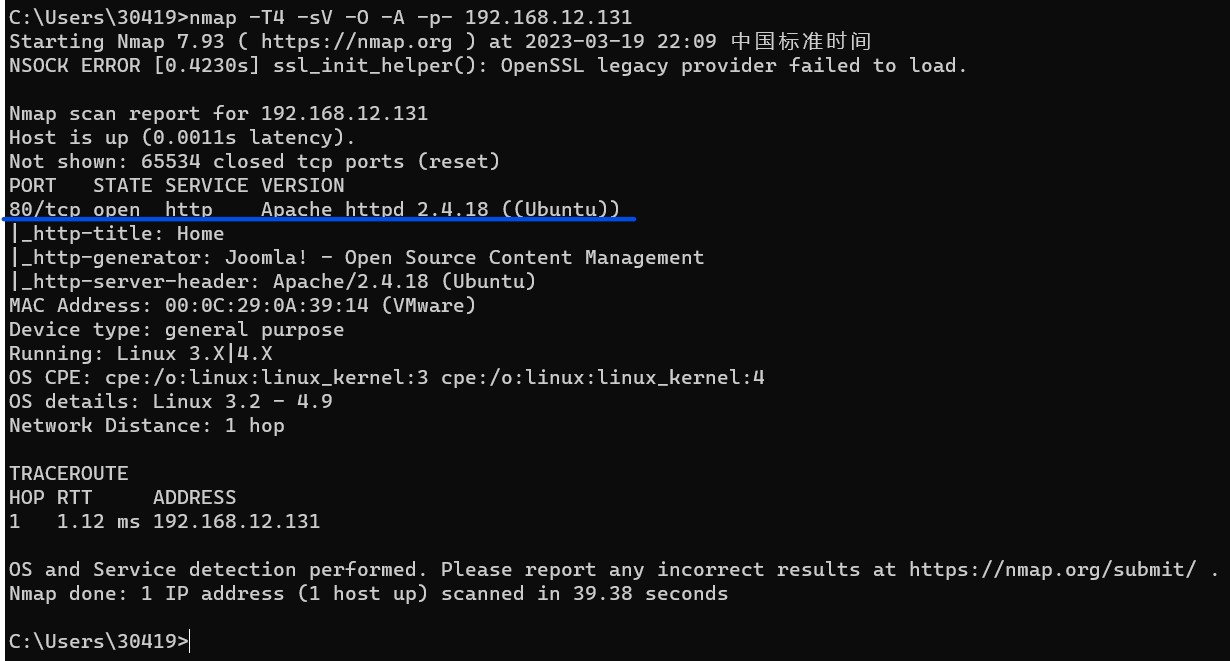 C:\Users\30419>nmap -T4 -sV -O -A -p- 192.168.12.131
Starting Nmap 7.93 ( https://nmap.org ) at 2023-03-19 22:09 中国标准时间
NSOCK ERROR [0.4230s] ssl_init_helper(): OpenSSL legacy provider failed to load.
Nmap scan report for 192.168.12.131
Host is up (0.0011s latency).
Not shown: 65534 closed tcp ports (reset)
PORT   STATE SERVICE VERSION
80/tcp open  http    Apache httpd 2.4.18 ((Ubuntu))
|_http-title: Home
|_http-generator: Joomla! - Open Source Content Management
|_http-server-header: Apache/2.4.18 (Ubuntu)
MAC Address: 00:0C:29:0A:39:14 (VMware)
Device type: general purpose
Running: Linux 3.X|4.X
OS CPE: cpe:/o:linux:linux_kernel:3 cpe:/o:linux:linux_kernel:4
OS details: Linux 3.2 - 4.9
Network Distance: 1 hop
TRACEROUTE
HOP RTT     ADDRESS
1   1.12 ms 192.168.12.131
OS and Service detection performed. Please report any incorrect results at https://nmap.org/submit/ .
Nmap done: 1 IP address (1 host up) scanned in 39.38 seconds
C:\Users\30419>